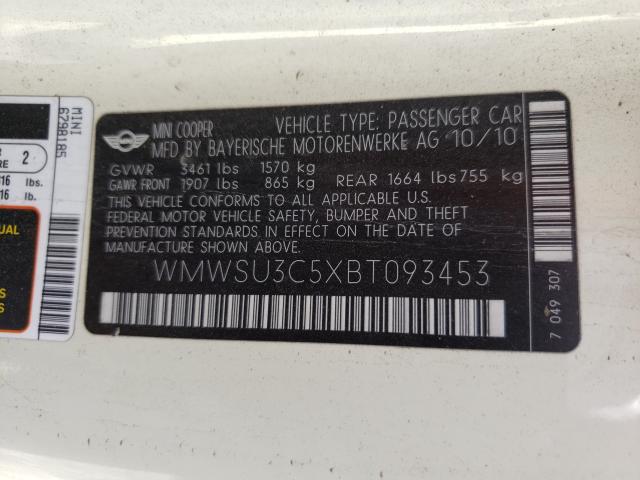 MINI
6798185
2
lbs.
lbs.
MINI COOPER VEHICLE TYPE: PASSENGER CAR
MFD BY BAYERISCHE MOTORENWERKE AG 10/10
GVWR 3461 lbs 1570 kg
GAWR FRONT 1907 lbs 865 kg REAR 1664 lbs 755 kg
THIS VEHICLE CONFORMS TO ALL APPLICABLE U.S.
FEDERAL MOTOR VEHICLE SAFETY, BUMPER AND THEFT
PREVENTION STANDARDS IN EFFECT ON THE DATE
OF MANUFACTURE SHOWN ABOVE.
WMWSU3C5XBT093453
7 049 307